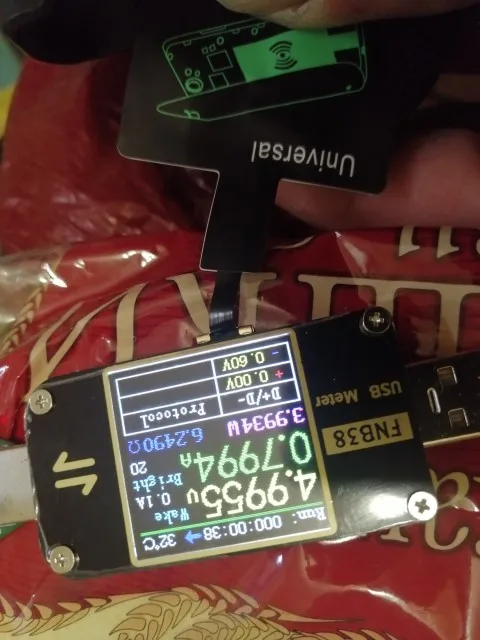 FNB38
USB Meter
Run: 000:00:38 32°C
4.9955V
Wake
0.1A
0.7994A
Bright
20
3.9934W 6.2490Ω
D+/D- Protocol
+ 0.00V
- 0.60V
Universal